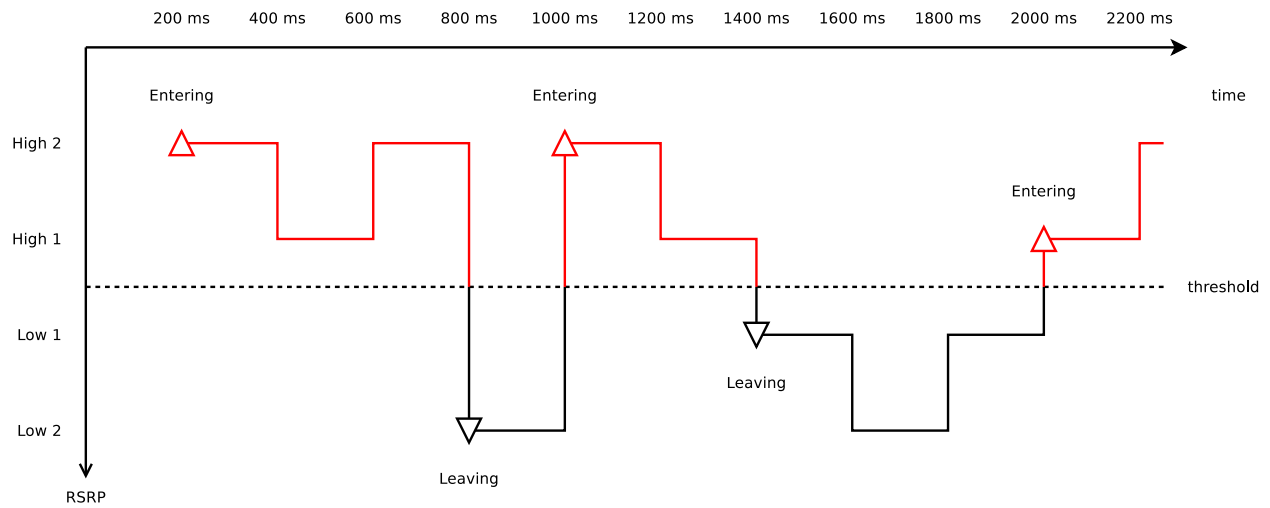 200 ms 400 ms 600 ms 800 ms 1000 ms 1200 ms 1400 ms 1600 ms 1800 ms 2000 ms 2200 ms
Entering Entering time
High 2
Entering
High 1
threshold
Low 1
Leaving
Low 2
Leaving
RSRP